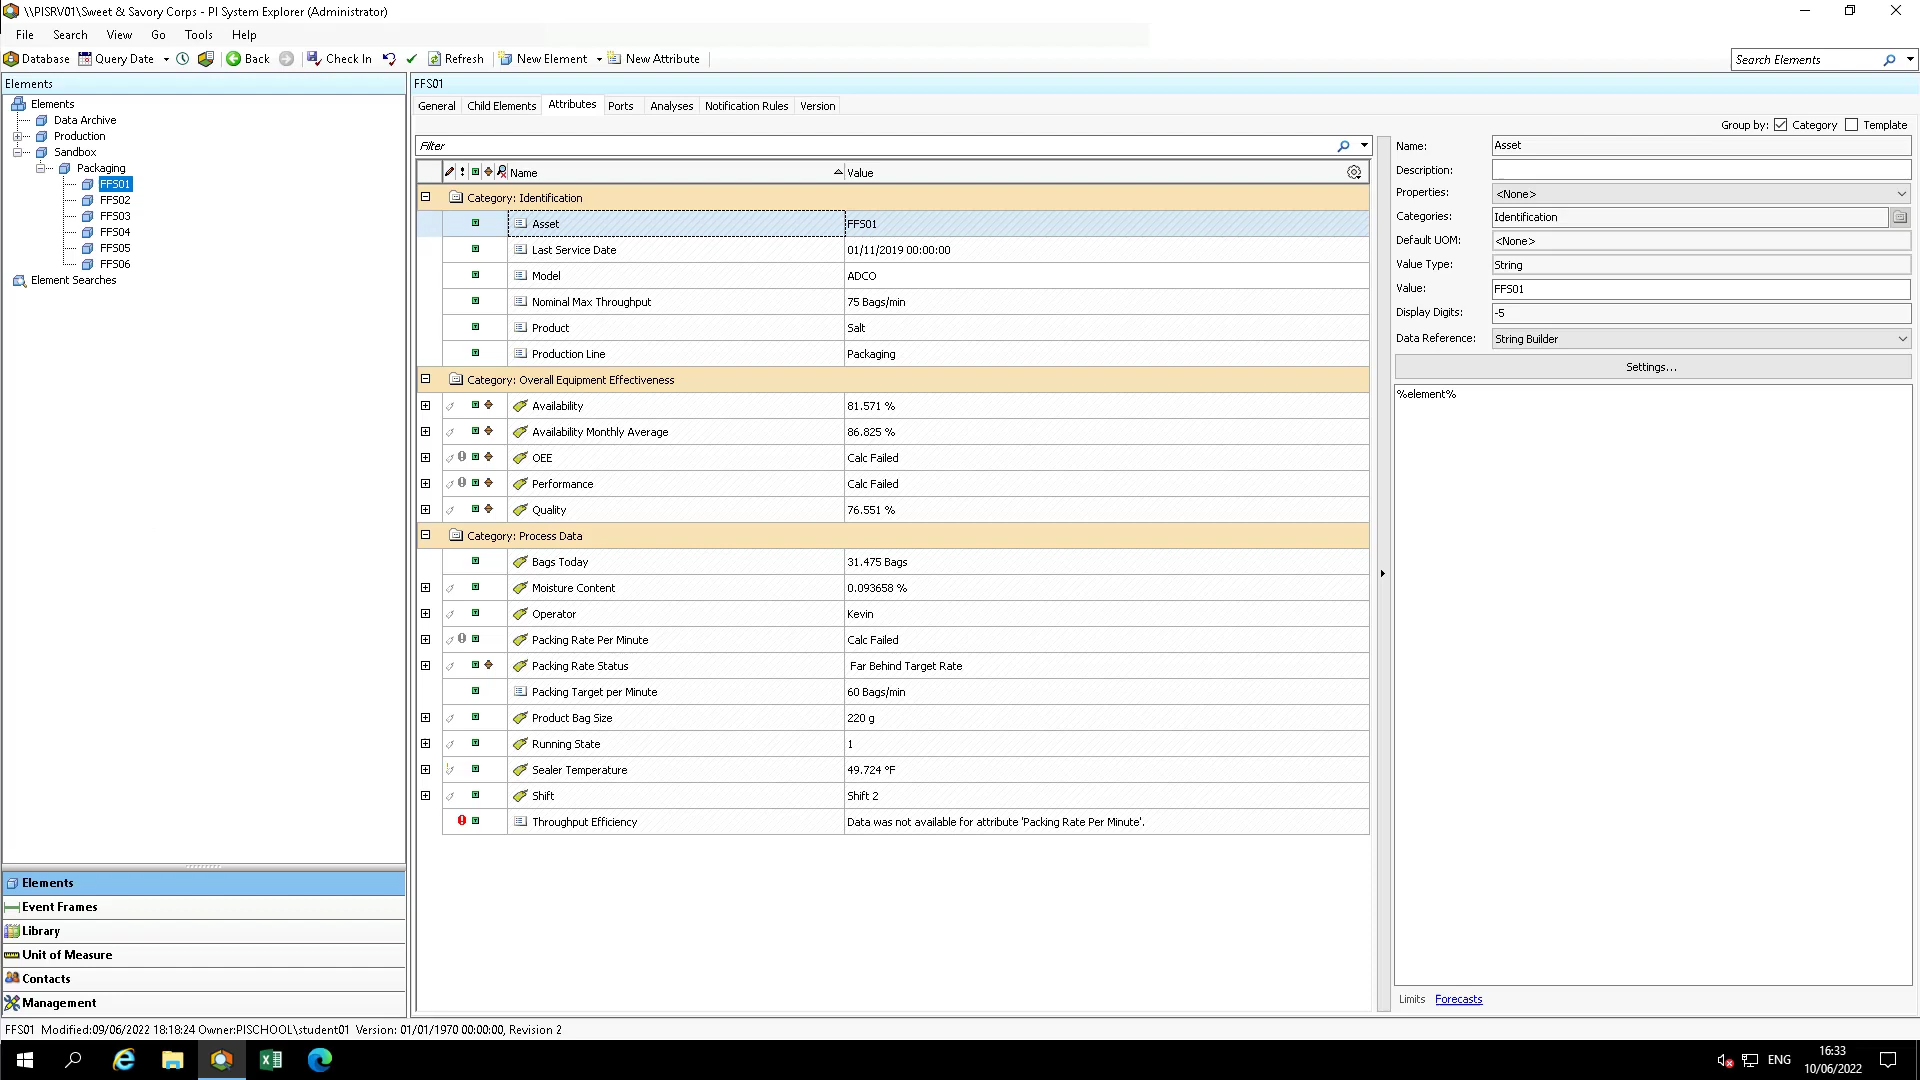 \\PISRV01\Sweet & Savory Corps - PI System Explorer (Administrator)
File Search View Go Tools Help
Database Query Date Back Check In Refresh New Element New Attribute
Search Elements
Elements
Elements
Data Archive
Production
Sandbox
Packaging
FFS01
FFS02
FFS03
FFS04
FFS05
FFS06
Element Searches
Elements
Event Frames
Library
Unit of Measure
Contacts
Management
FFS01
General Child Elements Attributes Ports Analyses Notification Rules Version
Group by: Category Template
Filter
Name Value
Category: Identification
Asset FFS01
Last Service Date 01/11/2019 00:00:00
Model ADCO
Nominal Max Throughput 75 Bags/min
Product Salt
Production Line Packaging
Category: Overall Equipment Effectiveness
Availability 81.571 %
Availability Monthly Average 86.825 %
OEE Calc Failed
Performance Calc Failed
Quality 76.551 %
Category: Process Data
Bags Today 31.475 Bags
Moisture Content 0.093658 %
Operator Kevin
Packing Rate Per Minute Calc Failed
Packing Rate Status Far Behind Target Rate
Packing Target per Minute 60 Bags/min
Product Bag Size 220 g
Running State 1
Sealer Temperature 49.724 °F
Shift Shift 2
Throughput Efficiency Data was not available for attribute 'Packing Rate Per Minute'.
Name: Asset
Description:
Properties: <None>
Categories: Identification
Default UOM: <None>
Value Type: String
Value: FFS01
Display Digits: -5
Data Reference: String Builder
Settings...
%element%
Limits Forecasts
FFS01 Modified:09/06/2022 18:18:24 Owner:PISCHOOL\student01 Version: 01/01/1970 00:00:00, Revision 2
ENG
16:33
10/06/2022